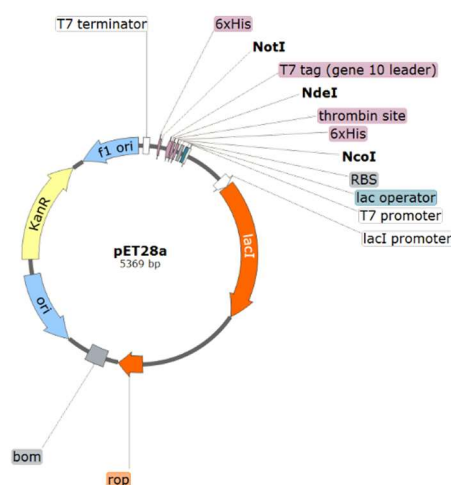 T7 terminator
6xHis
NotI
T7 tag (gene 10 leader)
NdeI
thrombin site
6xHis
NcoI
RBS
lac operator
T7 promoter
lacI promoter
f1 ori
KanR
lacI
pET28a
5369 bp
ori
bom
rop